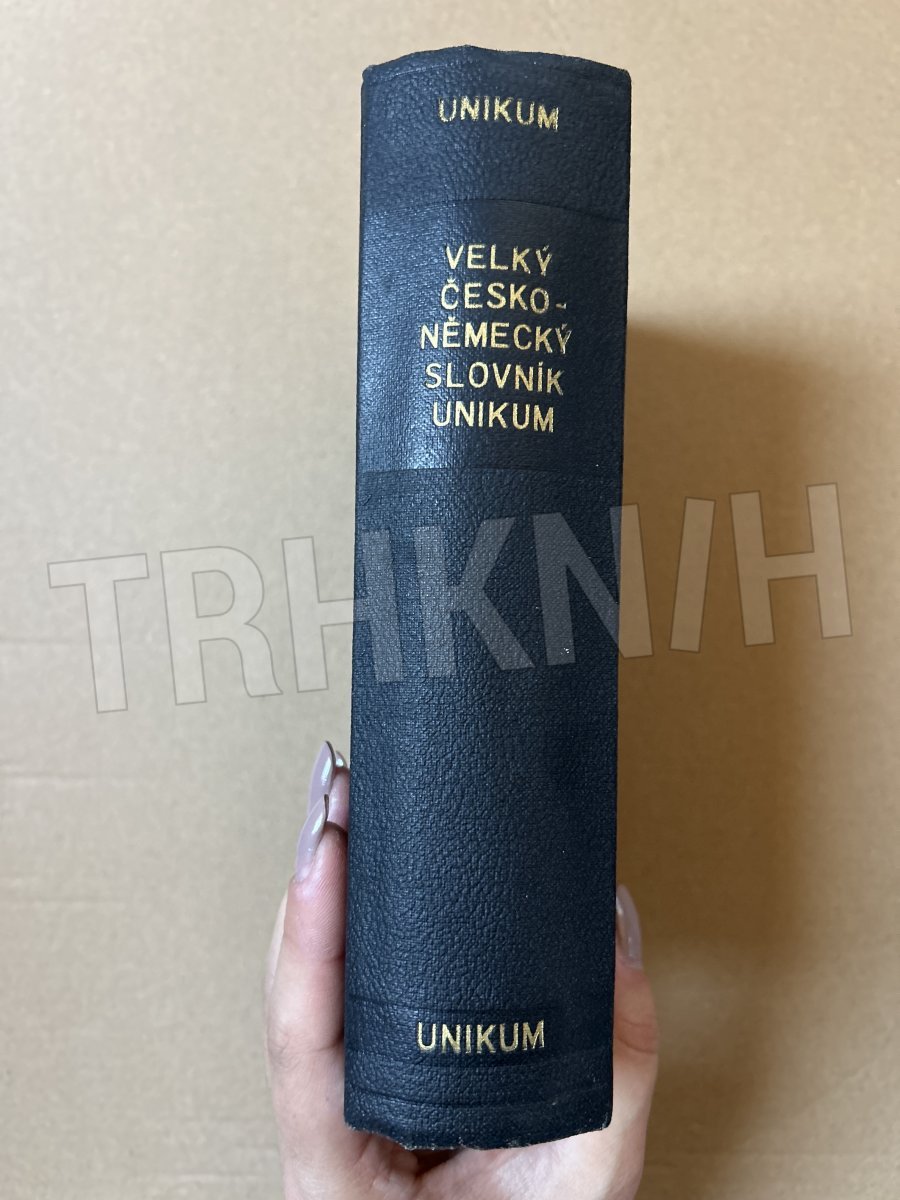 UNIKUM
VELKÝ
ČESKO-
NĚMECKÝ
SLOVNÍK
UNIKUM
TRHKNIH
UNIKUM